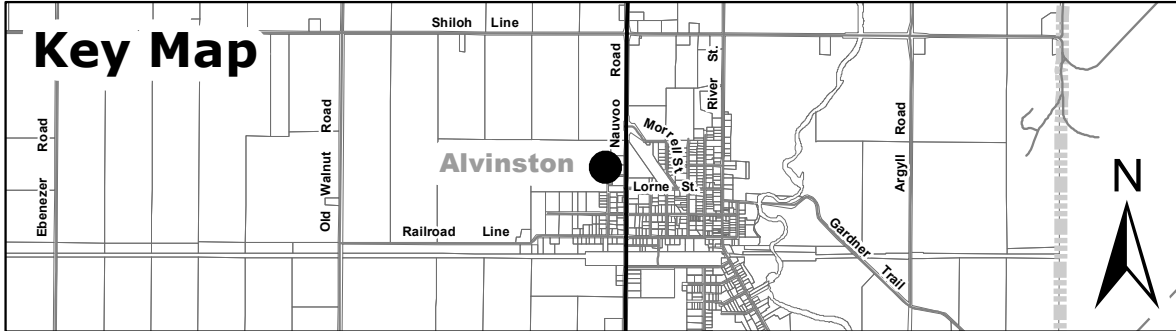 Shiloh Line
Key Map
Ebenezer Road
Old Walnut Road
Nauvoo Road
River St.
Morrell St
Argyll Road
Alvinston
Lorne St.
Railroad Line
Gardner Trail
N